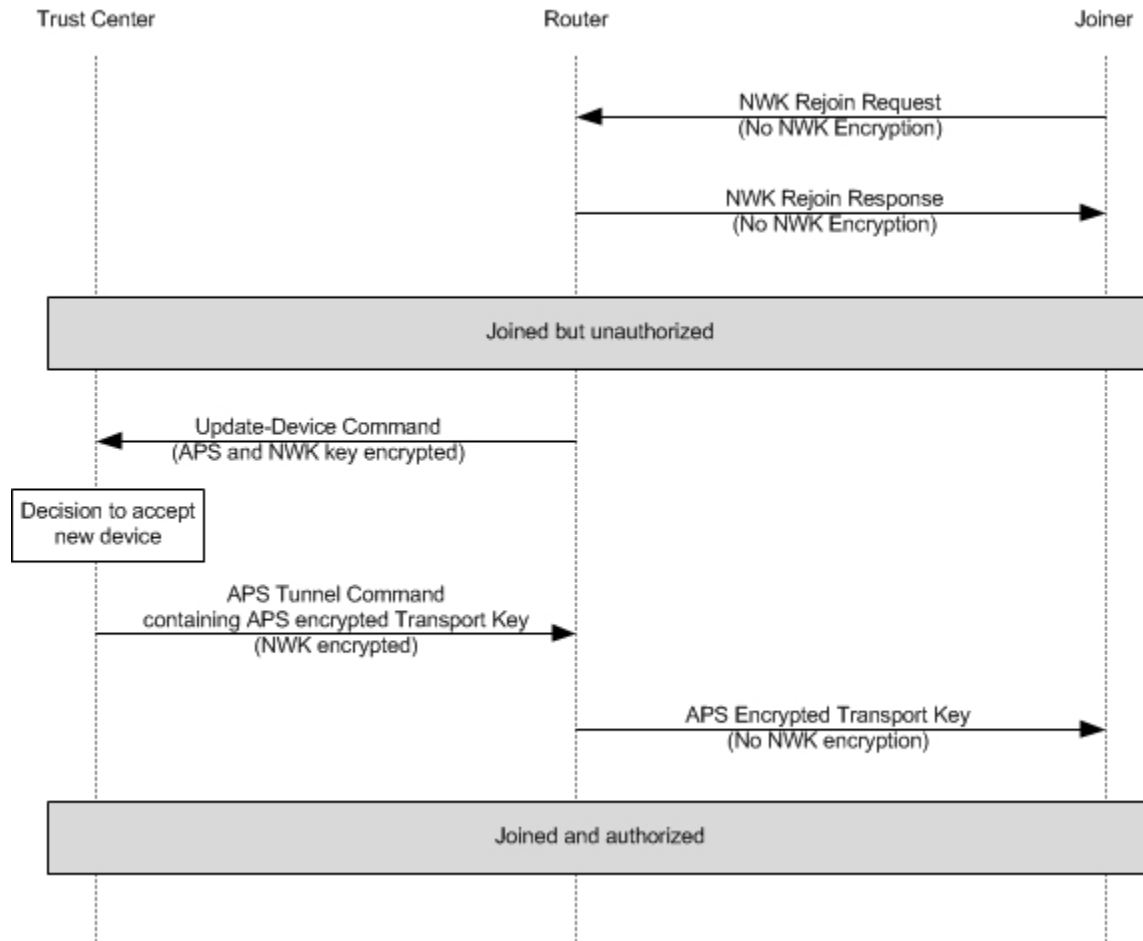 Trust Center
Router
Joiner
NWK Rejoin Request
(No NWK Encryption)
NWK Rejoin Response
(No NWK Encryption)
Joined but unauthorized
Update-Device Command
(APS and NWK key encrypted)
Decision to accept
new device
APS Tunnel Command
containing APS encrypted Transport Key
(NWK encrypted)
APS Encrypted Transport Key
(No NWK encryption)
Joined and authorized